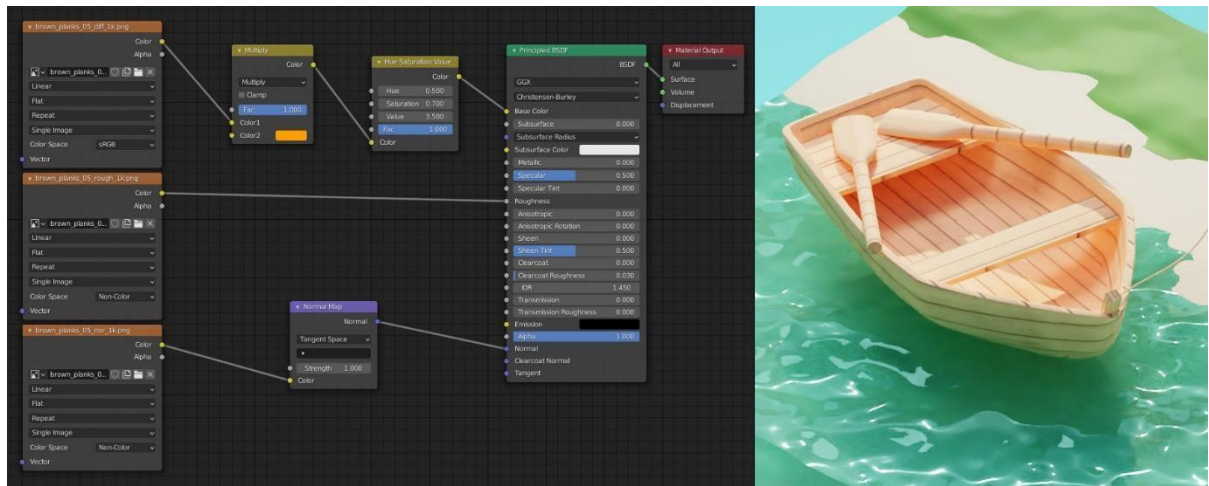 brown_planks_05_diff_1k.png
Color
Alpha
brown_planks_0..
Linear
Flat
Repeat
Single Image
Color Space sRGB
Vector
brown_planks_05_rough_1k.png
Color
Alpha
brown_planks_0..
Linear
Flat
Repeat
Single Image
Color Space Non-Color
Vector
brown_planks_05_nor_1k.png
Color
Alpha
brown_planks_0..
Linear
Flat
Repeat
Single Image
Color Space Non-Color
Vector
Multiply
Color
Multiply
Clamp
Fac 1.000
Color1
Color2
Normal Map
Normal
Tangent Space
Strength 1.000
Color
Hue Saturation Value
Color
Hue 0.500
Saturation 0.700
Value 3.500
Fac 1.000
Color
Principled BSDF
BSDF
GGX
Christensen-Burley
Base Color
Subsurface 0.000
Subsurface Radius
Subsurface Color
Metallic 0.000
Specular 0.500
Specular Tint 0.000
Roughness
Anisotropic 0.000
Anisotropic Rotation 0.000
Sheen 0.000
Sheen Tint 0.500
Clearcoat 0.000
Clearcoat Roughness 0.030
IOR 1.450
Transmission 0.000
Transmission Roughness 0.000
Emission
Alpha 1.000
Normal
Clearcoat Normal
Tangent
Material Output
All
Surface
Volume
Displacement